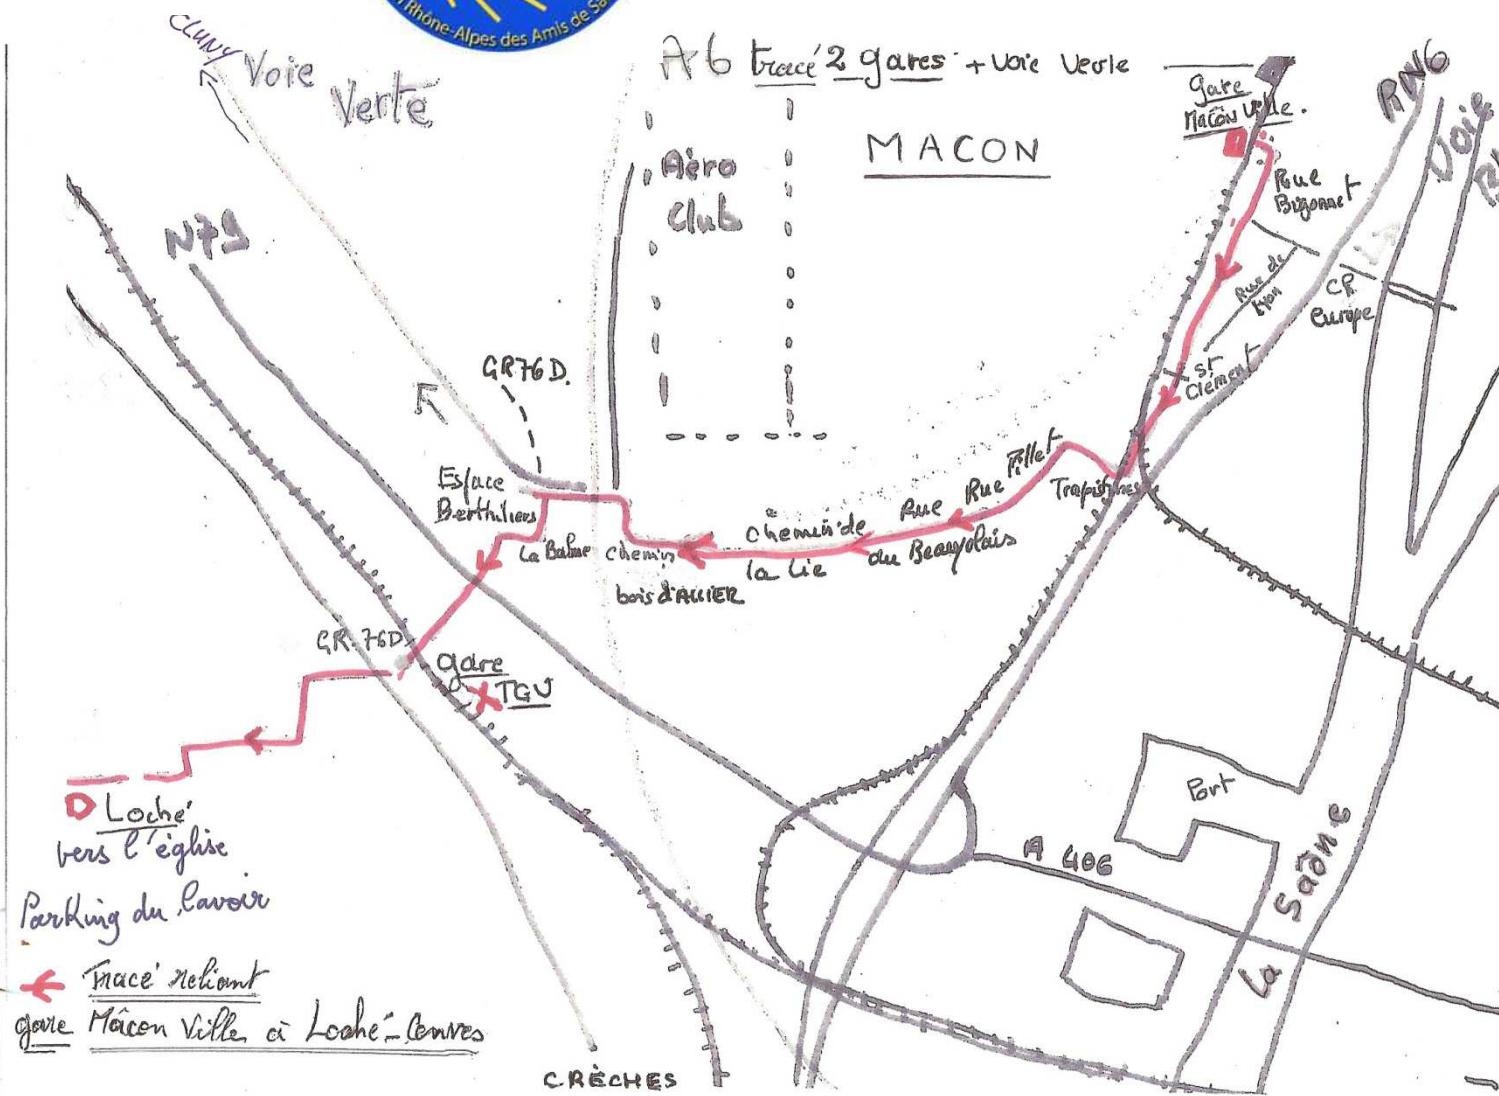 Rhône-Alpes des Amis de Sa
CLUNY
Voie
Verte
A6 tracé 2 gares + voie verte
MACON
Aéro
Club
gare
Mâcon Ville.
RN6
Voie
Rue
Bigonnet
N79
Rue de
Lyon
CR
Europe
St
Clément
GR76D.
Espace
Berthiliers
La Balme
chemin
bois d'ALLIER
chemin de
la Lie
Rue
du Beaujolais
Rue Pillet
GR.76D
gare
TGV
D Loché
vers l'église
Parking du lavoir
Port
A 406
La Saône
Tracé reliant
gare Mâcon Ville à Loché-
CRÈCHES